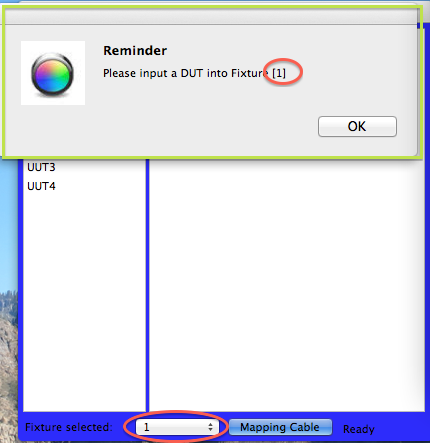 Reminder
Please input a DUT into Fixture [1]
OK
UUT3
UUT4
Fixture selected: 1 Mapping Cable Ready